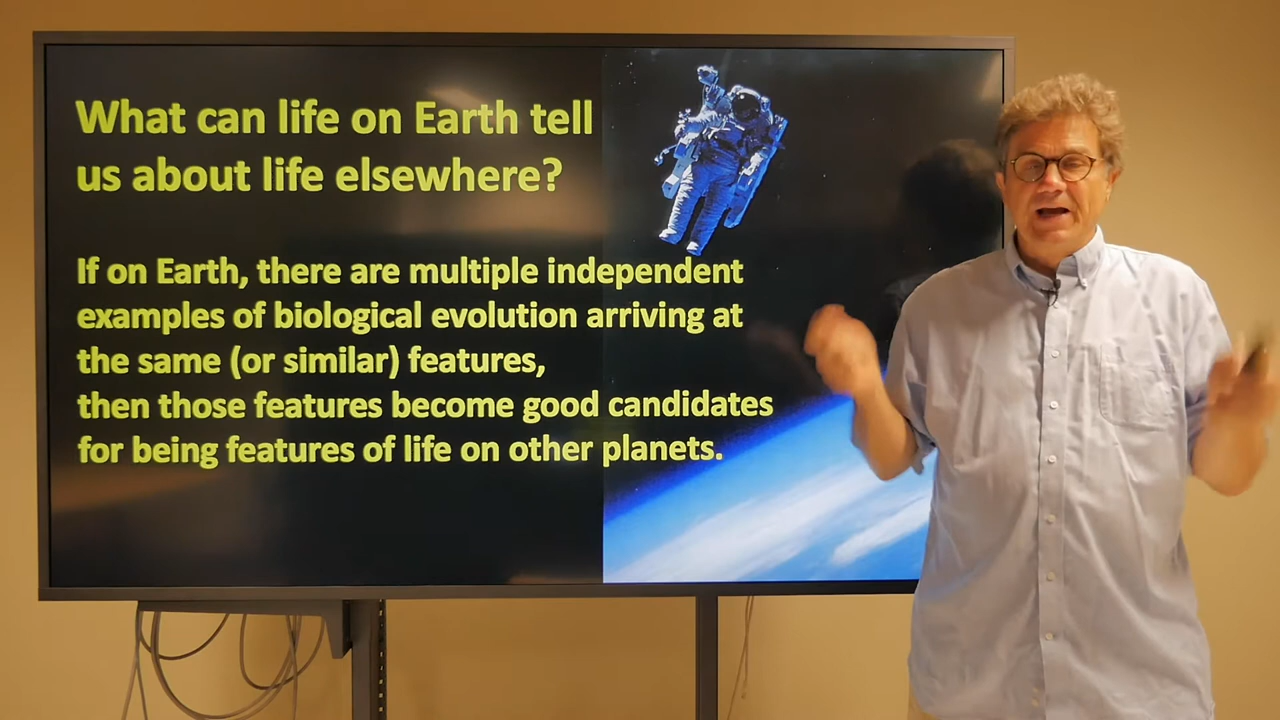 What can life on Earth tell
us about life elsewhere?
If on Earth, there are multiple independent
examples of biological evolution arriving at
the same (or similar) features,
then those features become good candidates
for being features of life on other planets.